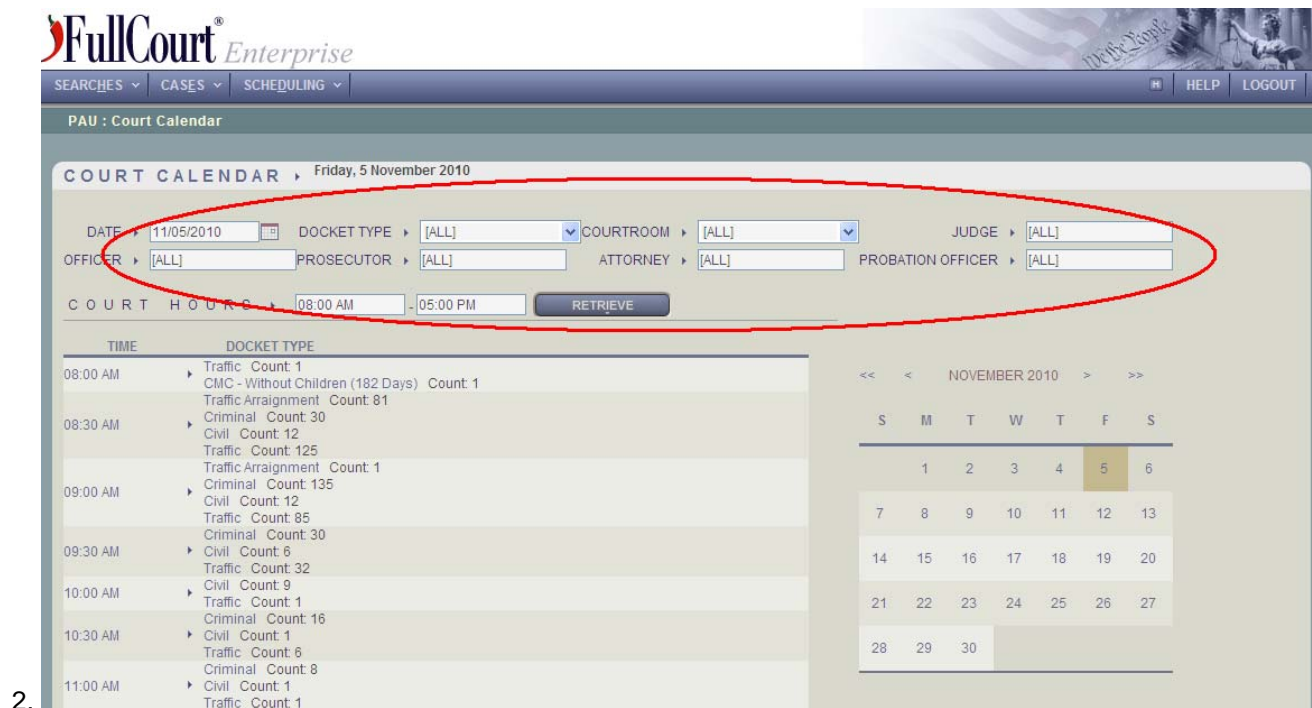 FullCourt® Enterprise
We the People
SEARCHES CASES SCHEDULING H HELP LOGOUT
PAU : Court Calendar
COURT CALENDAR Friday, 5 November 2010
DATE 11/05/2010 DOCKET TYPE [ALL] COURTROOM [ALL] JUDGE [ALL]
OFFICER [ALL] PROSECUTOR [ALL] ATTORNEY [ALL] PROBATION OFFICER [ALL]
COURT HOURS 08:00 AM - 05:00 PM RETRIEVE
TIME DOCKET TYPE
08:00 AM Traffic Count: 1
CMC - Without Children (182 Days) Count: 1
08:30 AM Traffic Arraignment Count: 81
Criminal Count: 30
Civil Count: 12
Traffic Count: 125
09:00 AM Traffic Arraignment Count: 1
Criminal Count: 135
Civil Count: 12
Traffic Count: 85
09:30 AM Criminal Count: 30
Civil Count: 6
Traffic Count: 32
10:00 AM Civil Count: 9
Traffic Count: 1
10:30 AM Criminal Count: 16
Civil Count: 1
Traffic Count: 6
11:00 AM Criminal Count: 8
Civil Count: 1
Traffic Count: 1
<< < NOVEMBER 2010 > >>
S M T W T F S
1 2 3 4 5 6
7 8 9 10 11 12 13
14 15 16 17 18 19 20
21 22 23 24 25 26 27
28 29 30
2.